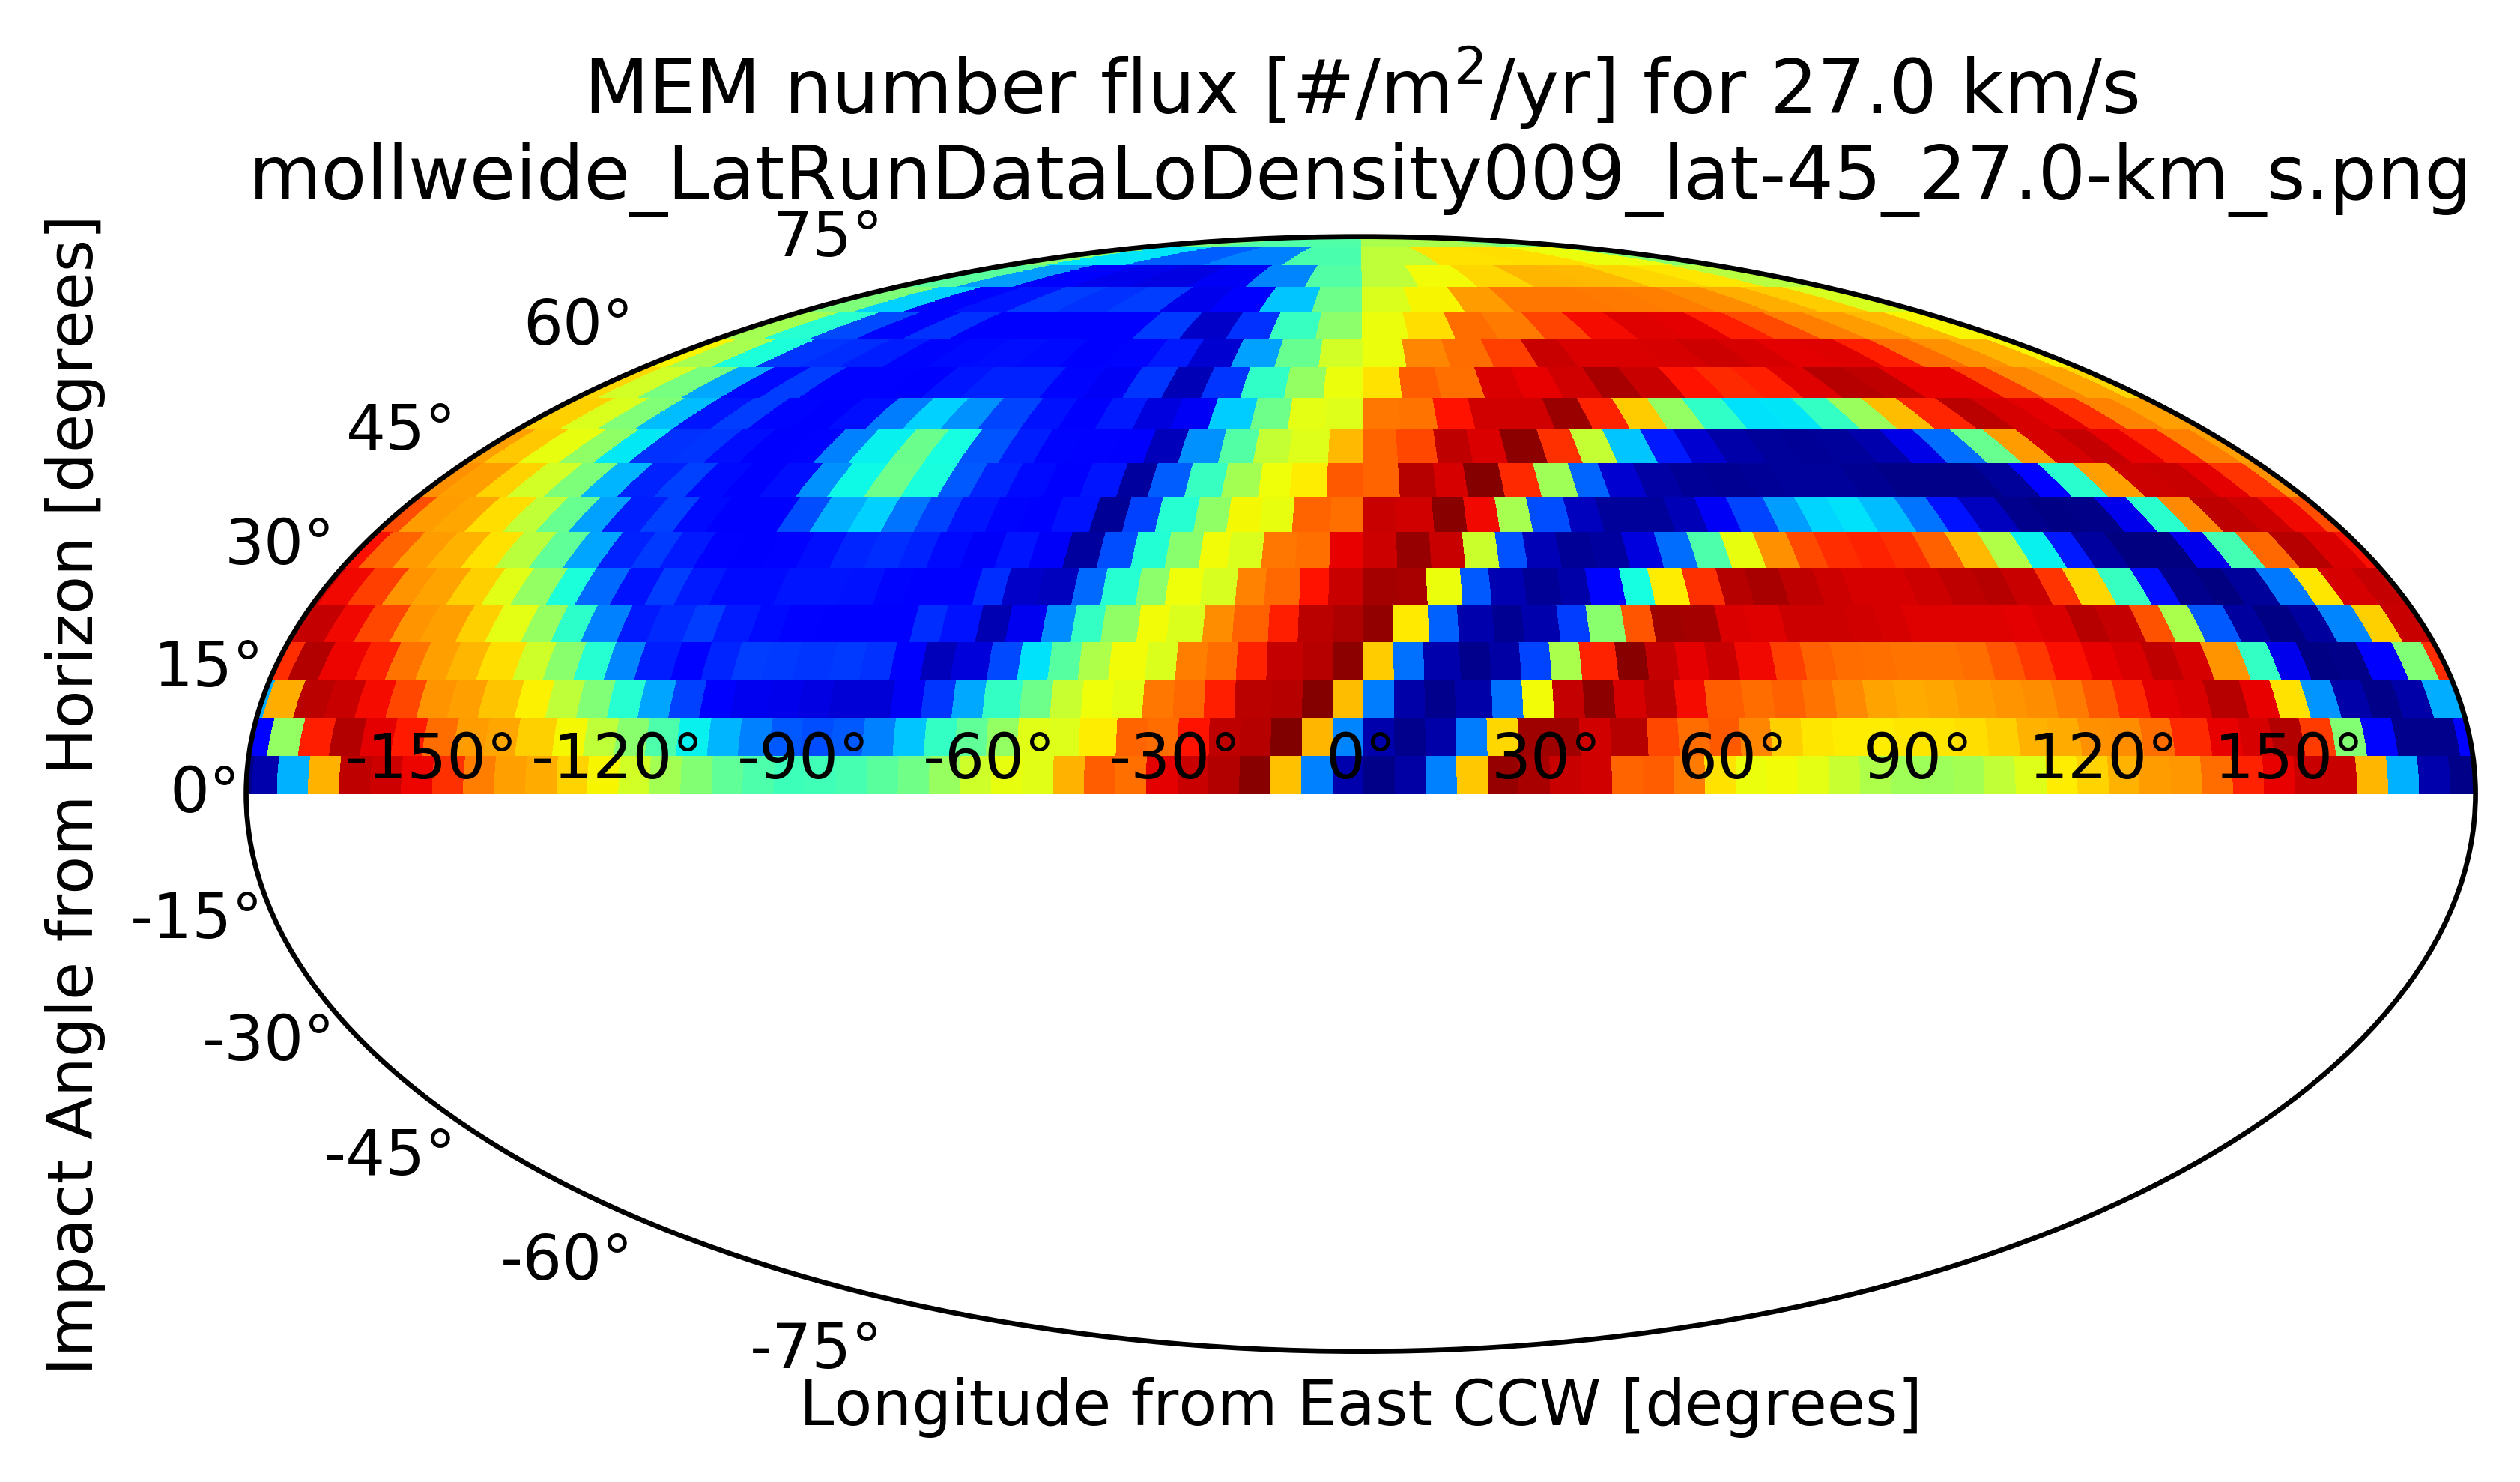 MEM number flux [#/m²/yr] for 27.0 km/s
mollweide_LatRunDataLoDensity009_lat-45_27.0-km_s.png
75°
60°
45°
30°
15°
0°
-15°
-30°
-45°
-60°
-75°
-150° -120° -90° -60° -30° 0° 30° 60° 90° 120° 150°
Impact Angle from Horizon [degrees]
Longitude from East CCW [degrees]